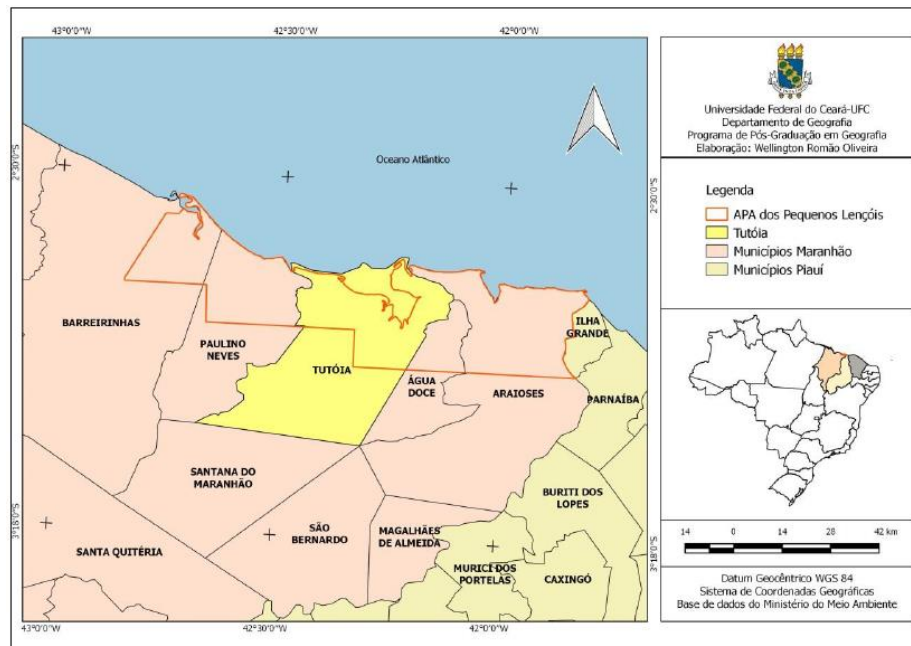 43°0'0"W
42°30'0"W
42°0'0"W
2°30'0"S
2°30'0"S
Oceano Atlântico
BARREIRINHAS
PAULINO
NEVES
TUTÓIA
ÁGUA
DOCE
ARAIOSES
ILHA
GRANDE
PARNAÍBA
SANTANA DO
MARANHÃO
SÃO
BERNARDO
MAGALHÃES
DE ALMEIDA
BURITI DOS
LOPES
SANTA QUITÉRIA
MURICI DOS
PORTELAS
CAXINGÓ
3°18'0"S
3°18'0"S
43°0'0"W
42°30'0"W
42°0'0"W
Universidade Federal do Ceará-UFC
Departamento de Geografia
Programa de Pós-Graduação em Geografia
Elaboração: Wellington Romão Oliveira
Legenda
APA dos Pequenos Lençóis
Tutóia
Municípios Maranhão
Municípios Piauí
14 0 14 28 42 km
Datum Geocêntrico WGS 84
Sistema de Coordenadas Geográficas
Base de dados do Ministério do Meio Ambiente